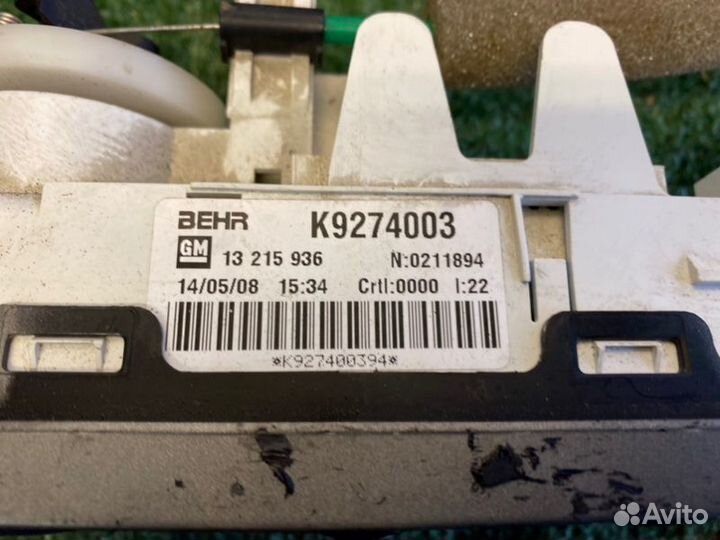 BEHR K9274003
GM 13 215 936 N:0211894
14/05/08 15:34 Crtl:0000 I:22
*K927400394*
Avito